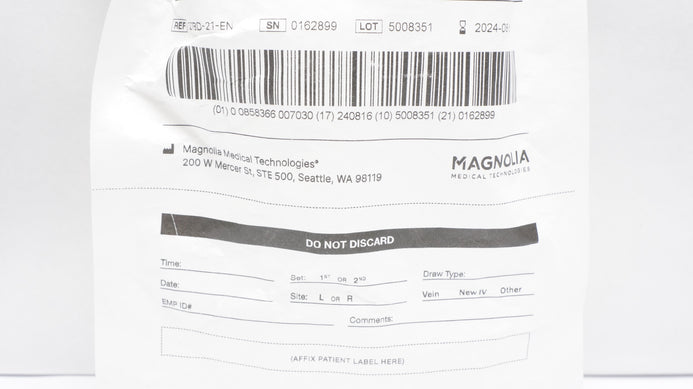 REF IRD-21-EN SN 0162899 LOT 5008351 2024-08
(01) 0 0858366 007030 (17) 240816 (10) 5008351 (21) 0162899
Magnolia Medical Technologies®
200 W Mercer St, STE 500, Seattle, WA 98119
MAGNOLIA
MEDICAL TECHNOLOGIES
DO NOT DISCARD
Time: Set: 1ST OR 2ND Draw Type:
Date: Site: L OR R Vein New IV Other
EMP ID# Comments:
(AFFIX PATIENT LABEL HERE)